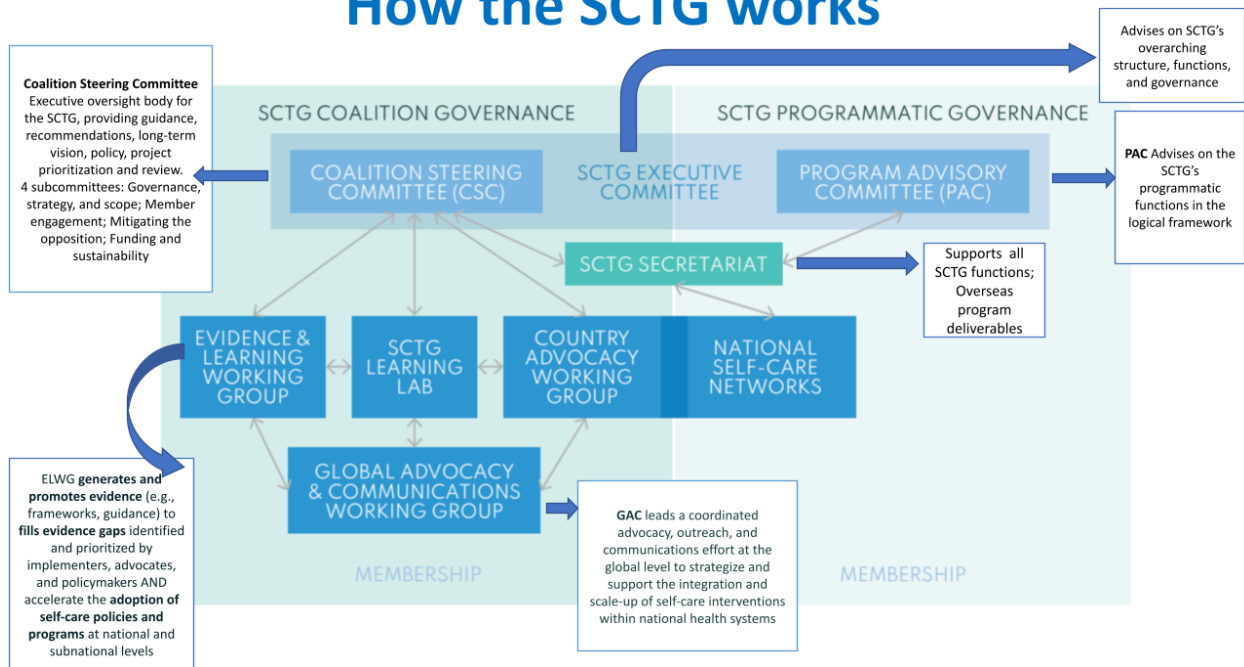 How the SCTG works
Coalition Steering Committee
Executive oversight body for
the SCTG, providing guidance,
recommendations, long-term
vision, policy, project
prioritization and review.
4 subcommittees: Governance,
strategy, and scope; Member
engagement; Mitigating the
opposition; Funding and
sustainability
SCTG COALITION GOVERNANCE
SCTG PROGRAMMATIC GOVERNANCE
Advises on SCTG's
overarching
structure, functions,
and governance
COALITION STEERING
COMMITTEE (CSC)
SCTG EXECUTIVE
COMMITTEE
PROGRAM ADVISORY
COMMITTEE (PAC)
PAC Advises on the
SCTG's
programmatic
functions in the
logical framework
SCTG SECRETARIAT
Supports all
SCTG functions;
Overseas
program
deliverables
EVIDENCE &
LEARNING
WORKING
GROUP
SCTG
LEARNING
LAB
COUNTRY
ADVOCACY
WORKING
GROUP
NATIONAL
SELF-CARE
NETWORKS
GLOBAL ADVOCACY
& COMMUNICATIONS
WORKING GROUP
ELWG generates and
promotes evidence (e.g.,
frameworks, guidance) to
fills evidence gaps identified
and prioritized by
implementers, advocates,
and policymakers AND
accelerate the adoption of
self-care policies and
programs at national and
subnational levels
GAC leads a coordinated
advocacy, outreach, and
communications effort at the
global level to strategize and
support the integration and
scale-up of self-care interventions
within national health systems
MEMBERSHIP
MEMBERSHIP